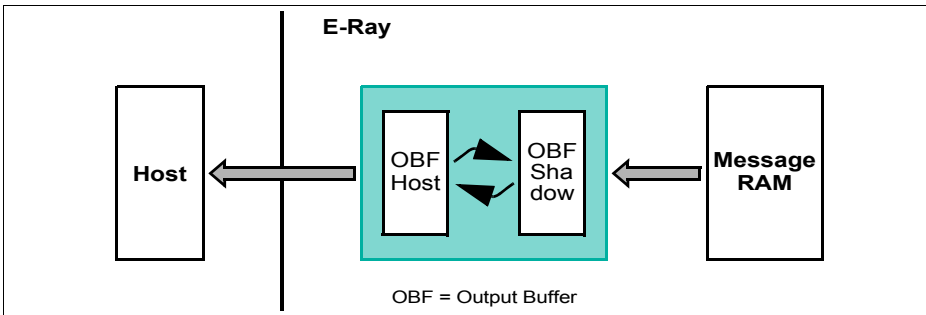 E-Ray
Host
OBF
Host
OBF
Sha
dow
Message
RAM
OBF = Output Buffer